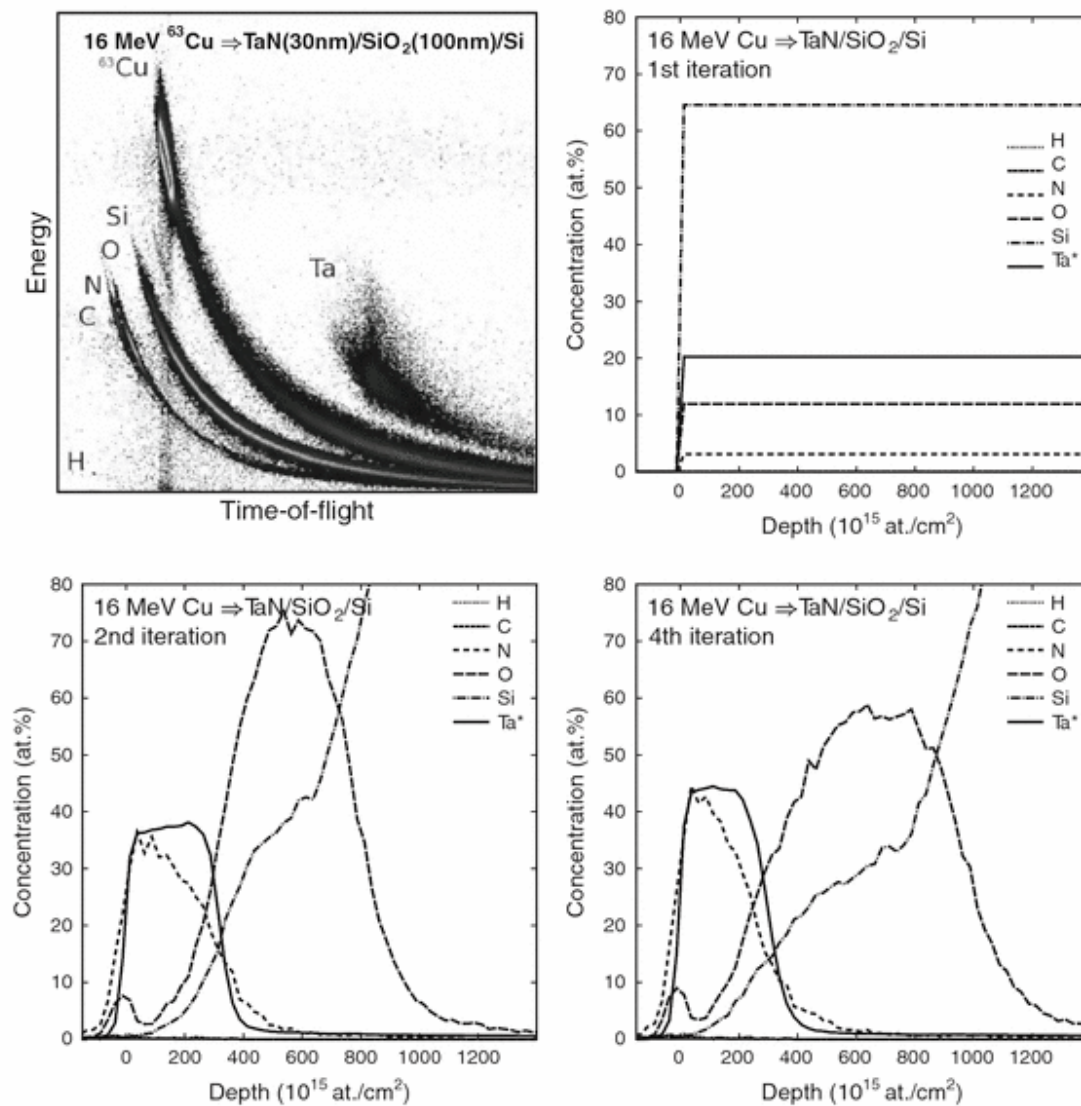 16 MeV ⁶³Cu ⇒TaN(30nm)/SiO₂(100nm)/Si
⁶³Cu
Si
O
N
C
Ta
H
Energy
Time-of-flight
16 MeV Cu ⇒TaN/SiO₂/Si
1st iteration
H
C
N
O
Si
Ta*
80
70
60
50
40
30
20
10
0
0 200 400 600 800 1000 1200
Concentration (at.%)
Depth (10¹⁵ at./cm²)
16 MeV Cu ⇒TaN/SiO₂/Si
2nd iteration
H
C
N
O
Si
Ta*
80
70
60
50
40
30
20
10
0
0 200 400 600 800 1000 1200
Concentration (at.%)
Depth (10¹⁵ at./cm²)
16 MeV Cu ⇒TaN/SiO₂/Si
4th iteration
H
C
N
O
Si
Ta*
80
70
60
50
40
30
20
10
0
0 200 400 600 800 1000 1200
Concentration (at.%)
Depth (10¹⁵ at./cm²)